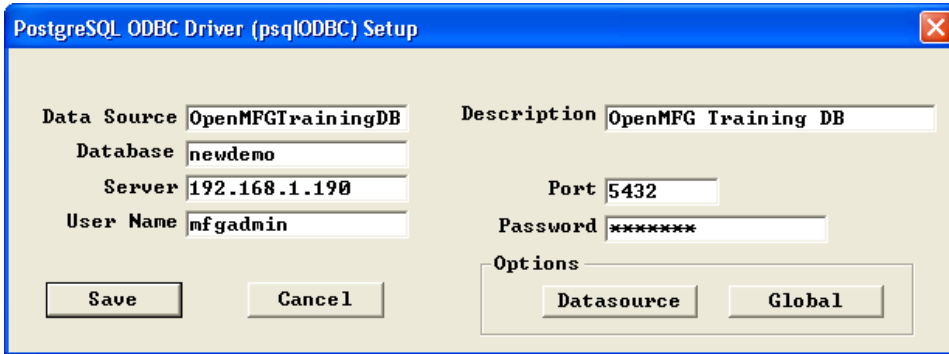 PostgreSQL ODBC Driver (psqlODBC) Setup
Data Source OpenMFGTrainingDB
Description OpenMFG Training DB
Database newdemo
Server 192.168.1.190
Port 5432
User Name mfgadmin
Password *******
Options
Save
Cancel
Datasource
Global